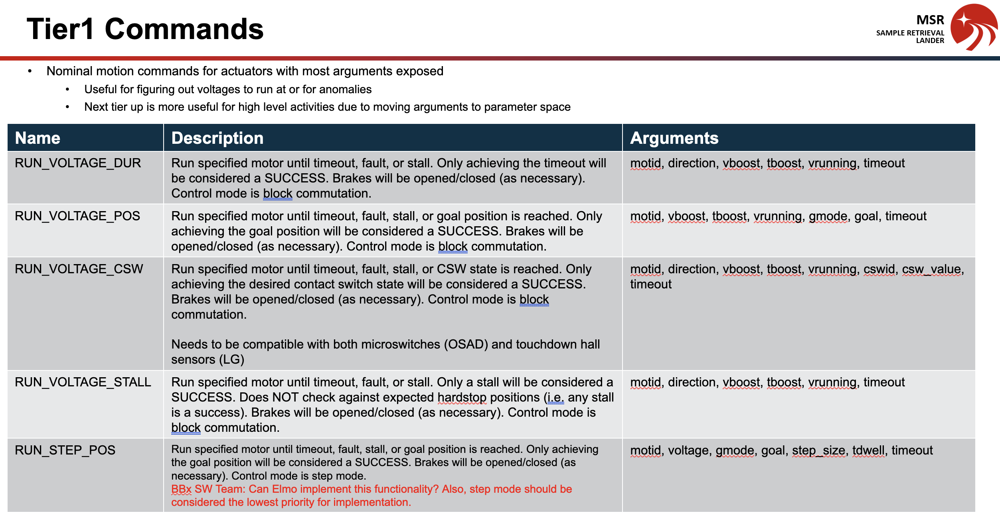 Tier1 Commands
MSR
SAMPLE RETRIEVAL
LANDER
• Nominal motion commands for actuators with most arguments exposed
• Useful for figuring out voltages to run at or for anomalies
• Next tier up is more useful for high level activities due to moving arguments to parameter space
Name
Description
Arguments
RUN_VOLTAGE_DUR
Run specified motor until timeout, fault, or stall. Only achieving the timeout will
be considered a SUCCESS. Brakes will be opened/closed (as necessary).
Control mode is block commutation.
motid, direction, vboost, tboost, vrunning, timeout
RUN_VOLTAGE_POS
Run specified motor until timeout, fault, stall, or goal position is reached. Only
achieving the goal position will be considered a SUCCESS. Brakes will be
opened/closed (as necessary). Control mode is block commutation.
motid, vboost, tboost, vrunning, gmode, goal, timeout
RUN_VOLTAGE_CSW
Run specified motor until timeout, fault, stall, or CSW state is reached. Only
achieving the desired contact switch state will be considered a SUCCESS.
Brakes will be opened/closed (as necessary). Control mode is block
commutation.
Needs to be compatible with both microswitches (OSAD) and touchdown hall
sensors (LG)
motid, direction, vboost, tboost, vrunning, cswid, csw_value,
timeout
RUN_VOLTAGE_STALL
Run specified motor until timeout, fault, or stall. Only a stall will be considered a
SUCCESS. Does NOT check against expected hardstop positions (i.e. any stall
is a success). Brakes will be opened/closed (as necessary). Control mode is
block commutation.
motid, direction, vboost, tboost, vrunning, timeout
RUN_STEP_POS
Run specified motor until timeout, fault, stall, or goal position is reached. Only achieving
the goal position will be considered a SUCCESS. Brakes will be opened/closed (as
necessary). Control mode is step mode.
BBx SW Team: Can Elmo implement this functionality? Also, step mode should be
considered the lowest priority for implementation.
motid, voltage, gmode, goal, step_size, tdwell, timeout